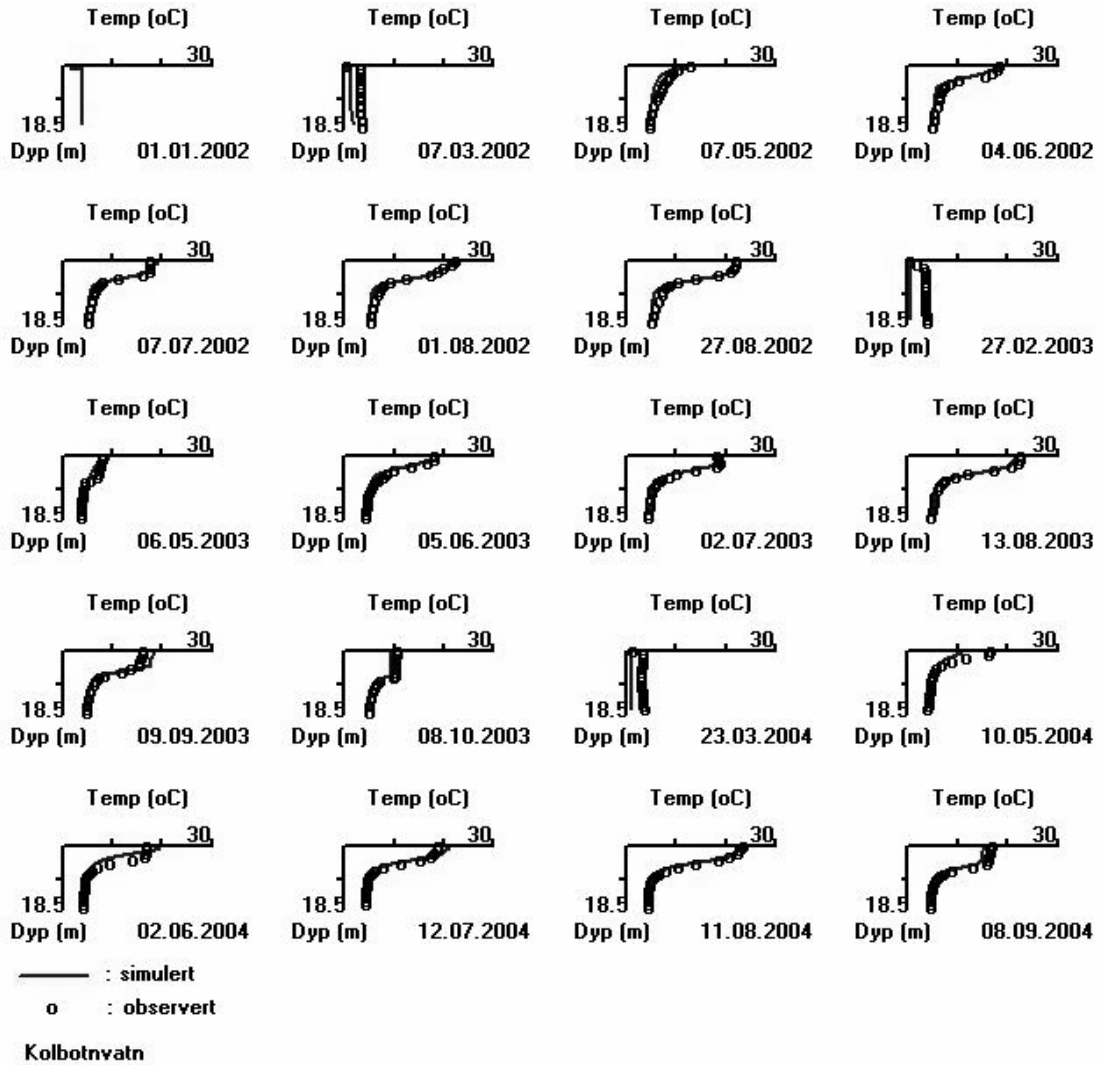 Temp (oC) Temp (oC) Temp (oC) Temp (oC)
30 30 30 30
18.5 18.5 18.5 18.5
Dyp (m) 01.01.2002 Dyp (m) 07.03.2002 Dyp (m) 07.05.2002 Dyp (m) 04.06.2002
Temp (oC) Temp (oC) Temp (oC) Temp (oC)
30 30 30 30
18.5 18.5 18.5 18.5
Dyp (m) 07.07.2002 Dyp (m) 01.08.2002 Dyp (m) 27.08.2002 Dyp (m) 27.02.2003
Temp (oC) Temp (oC) Temp (oC) Temp (oC)
30 30 30 30
18.5 18.5 18.5 18.5
Dyp (m) 06.05.2003 Dyp (m) 05.06.2003 Dyp (m) 02.07.2003 Dyp (m) 13.08.2003
Temp (oC) Temp (oC) Temp (oC) Temp (oC)
30 30 30 30
18.5 18.5 18.5 18.5
Dyp (m) 09.09.2003 Dyp (m) 08.10.2003 Dyp (m) 23.03.2004 Dyp (m) 10.05.2004
Temp (oC) Temp (oC) Temp (oC) Temp (oC)
30 30 30 30
18.5 18.5 18.5 18.5
Dyp (m) 02.06.2004 Dyp (m) 12.07.2004 Dyp (m) 11.08.2004 Dyp (m) 08.09.2004
: simulert
o : observert
Kolbotnvatn